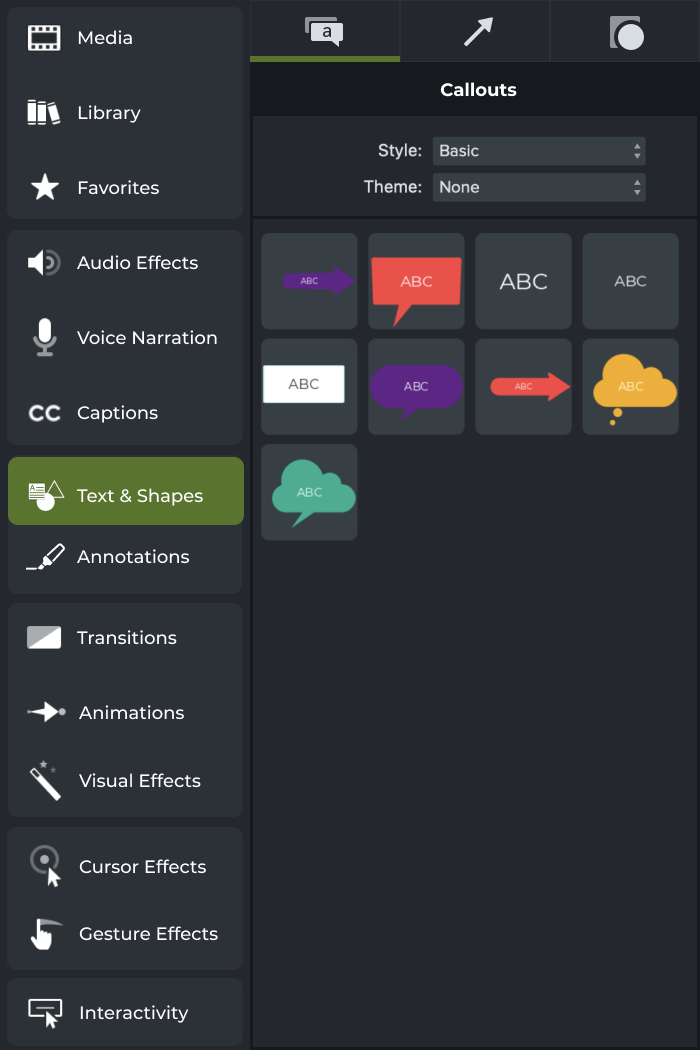 Media
Library
Favorites
Audio Effects
Voice Narration
CC Captions
A Text & Shapes
Annotations
Transitions
Animations
Visual Effects
Cursor Effects
Gesture Effects
Interactivity
a
Callouts
Style: Basic
Theme: None
ABC ABC ABC ABC
ABC ABC ABC ABC
ABC